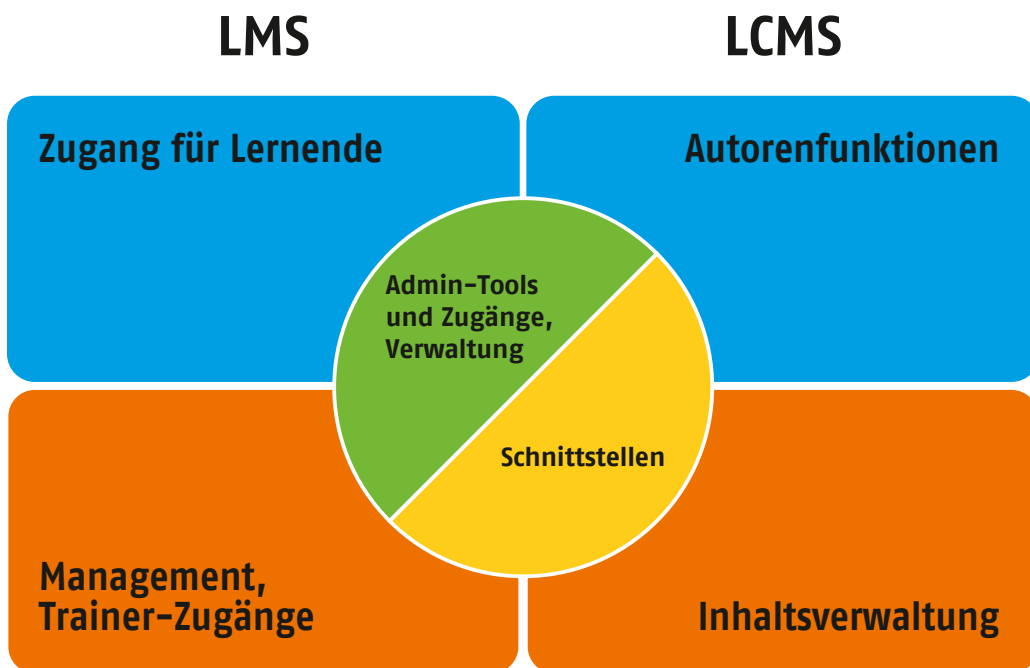 LMS
LCMS
Zugang für Lernende
Autorenfunktionen
Admin-Tools
und Zugänge,
Verwaltung
Schnittstellen
Management,
Trainer-Zugänge
Inhaltsverwaltung